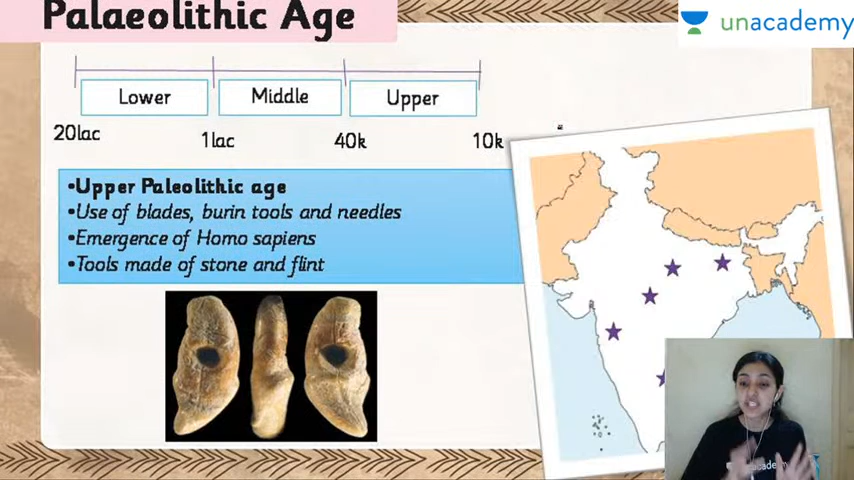 Palaeolithic Age
unacademy
Lower
Middle
Upper
20lac
1lac
40k
10k
•Upper Paleolithic age
•Use of blades, burin tools and needles
•Emergence of Homo sapiens
•Tools made of stone and flint